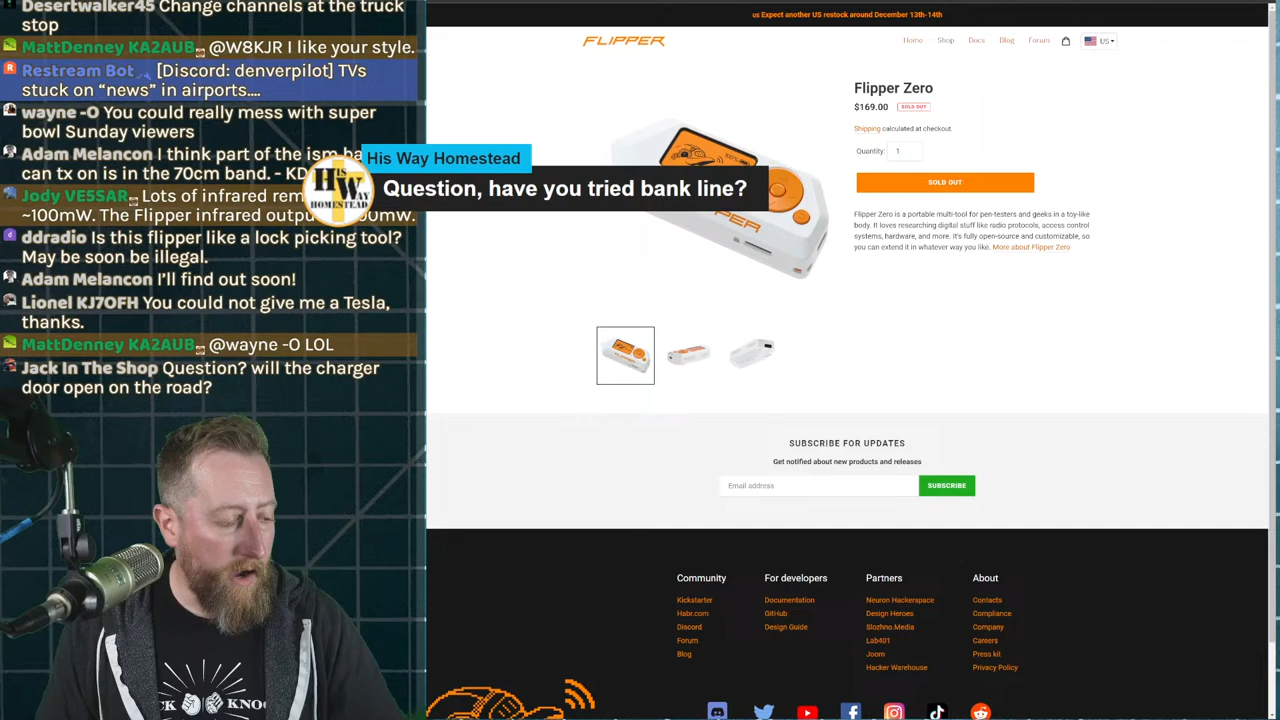 Desertwalker45 Change channels at the truck
stop
MattDenney KA2AUB @W8KJR I like your style.
Restream Bot [Discord: denverpilot] TVs
stuck on “news” in airports....
wayne -O You could really mess with super
bowl Sunday viewers
Adam Melancon I think part of the ism ba
can tx on is in the 70cm band. - KD
Jody VE5SAR Lots of infrared rem
~100mW. The Flipper infrared outpu 00mW.
ddradio Is this flipper a car lock picking tool?
May be soon be illegal.
Adam Melancon I’ll find out soon!
Lionel KJ7OFH You could not give me a Tesla,
thanks.
MattDenney KA2AUB @wayne -O LOL
Jack In The Shop Question? will the charger
door open on the road?
His Way Homestead
Question, have you tried bank line?
HW
HOMESTEAD
us Expect another US restock around December 13th-14th
FLIPPER
Home Shop Docs Blog Forum US
Flipper Zero
$169.00 SOLD OUT
Shipping calculated at checkout.
Quantity: 1
SOLD OUT
Flipper Zero is a portable multi-tool for pen-testers and geeks in a toy-like
body. It loves researching digital stuff like radio protocols, access control
systems, hardware, and more. It's fully open-source and customizable, so
you can extend it in whatever way you like. More about Flipper Zero
SUBSCRIBE FOR UPDATES
Get notified about new products and releases
Email address SUBSCRIBE
Community
Kickstarter
Habr.com
Discord
Forum
Blog
For developers
Documentation
GitHub
Design Guide
Partners
Neuron Hackerspace
Design Heroes
Slozhno.Media
Lab401
Joom
Hacker Warehouse
About
Contacts
Compliance
Company
Careers
Press kit
Privacy Policy